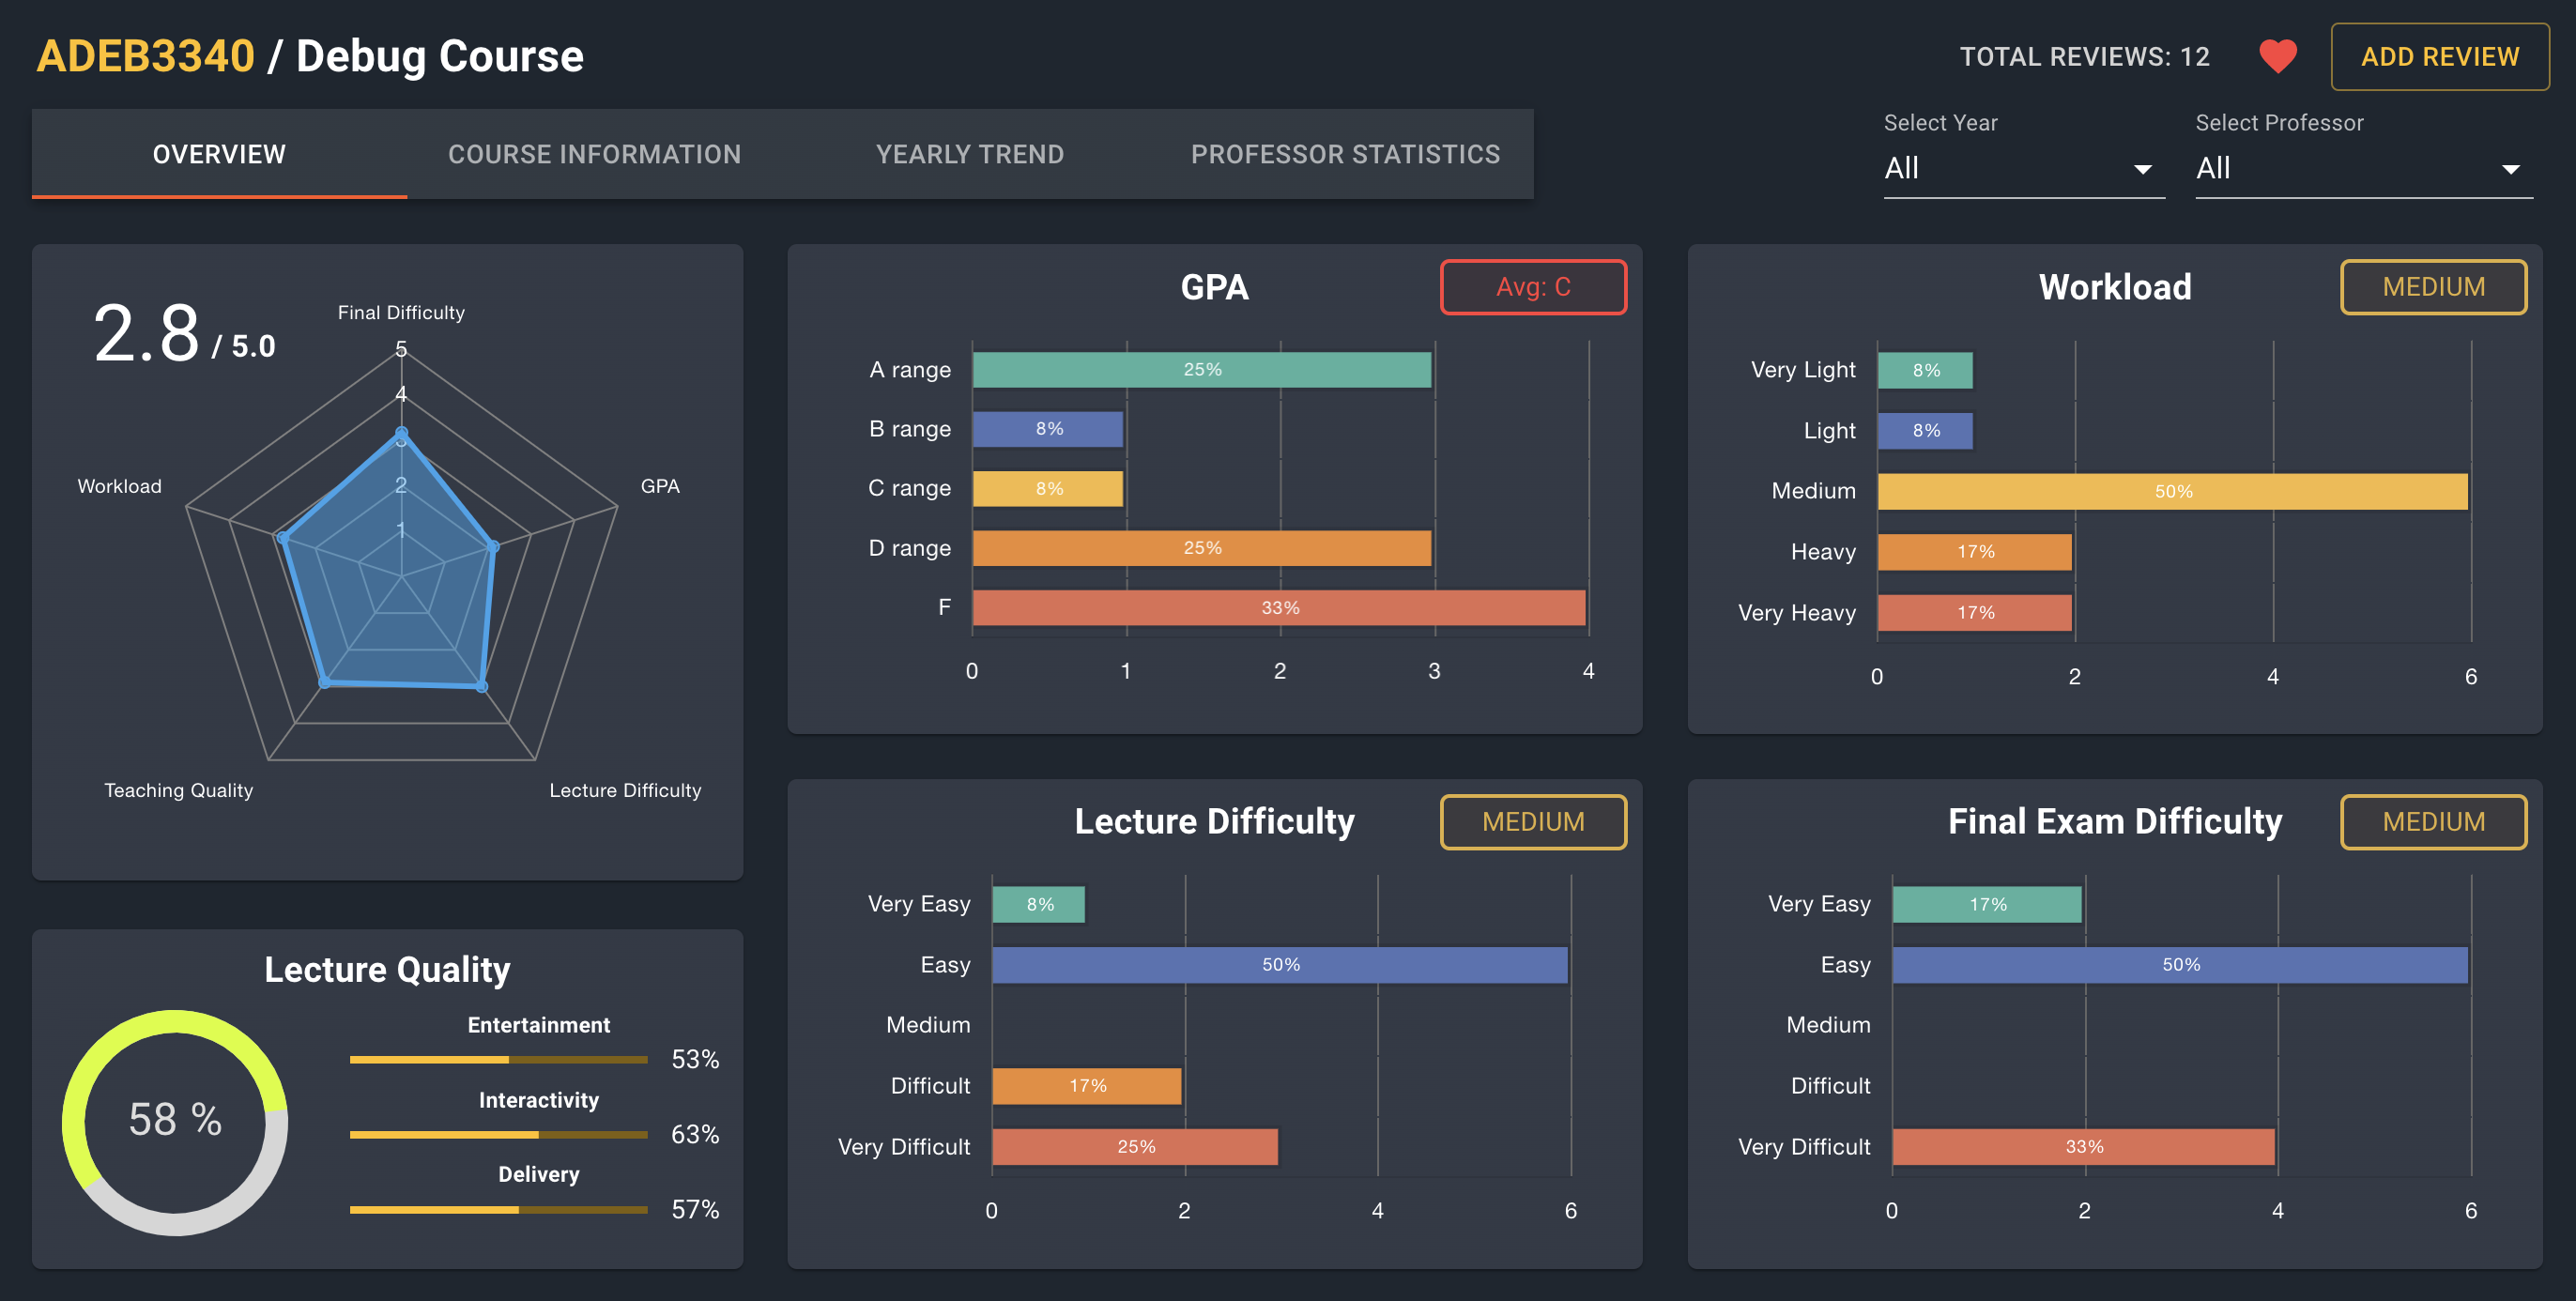 ADEB3340 / Debug Course
TOTAL REVIEWS: 12
ADD REVIEW
OVERVIEW
COURSE INFORMATION
YEARLY TREND
PROFESSOR STATISTICS
Select Year
All
Select Professor
All
2.8 / 5.0
Final Difficulty
5
4
3
2
1
Workload
GPA
Teaching Quality
Lecture Difficulty
GPA
Avg: C
A range
25%
B range
8%
C range
8%
D range
25%
F
33%
0 1 2 3 4
Workload
MEDIUM
Very Light
8%
Light
8%
Medium
50%
Heavy
17%
Very Heavy
17%
0 2 4 6
Lecture Quality
58 %
Entertainment
53%
Interactivity
63%
Delivery
57%
Lecture Difficulty
MEDIUM
Very Easy
8%
Easy
50%
Medium
Difficult
17%
Very Difficult
25%
0 2 4 6
Final Exam Difficulty
MEDIUM
Very Easy
17%
Easy
50%
Medium
Difficult
Very Difficult
33%
0 2 4 6